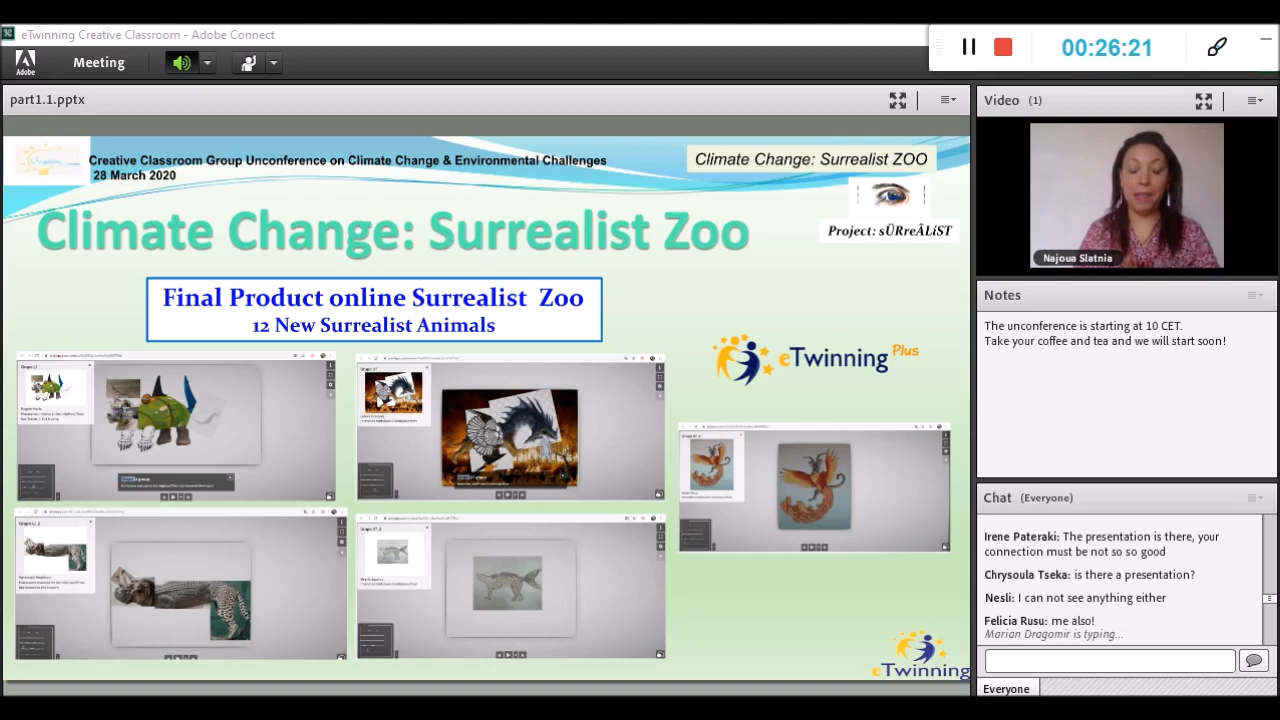 eTwinning Creative Classroom - Adobe Connect
Adobe
Meeting
00:26:21
part1.1.pptx
Creative Classroom Group Unconference on Climate Change & Environmental Challenges
28 March 2020
Climate Change: Surrealist ZOO
Climate Change: Surrealist Zoo
Project: sÜRreÂLiST
Final Product online Surrealist Zoo
12 New Surrealist Animals
eTwinning Plus
eTwinning
Video (1)
Najoua Slatnia
Notes
The unconference is starting at 10 CET.
Take your coffee and tea and we will start soon!
Chat (Everyone)
Irene Pateraki: The presentation is there, your
connection must be not so so good
Chrysoula Tseka: is there a presentation?
Nesli: I can not see anything either
Felicia Rusu: me also!
Marian Dragomir is typing...
Everyone